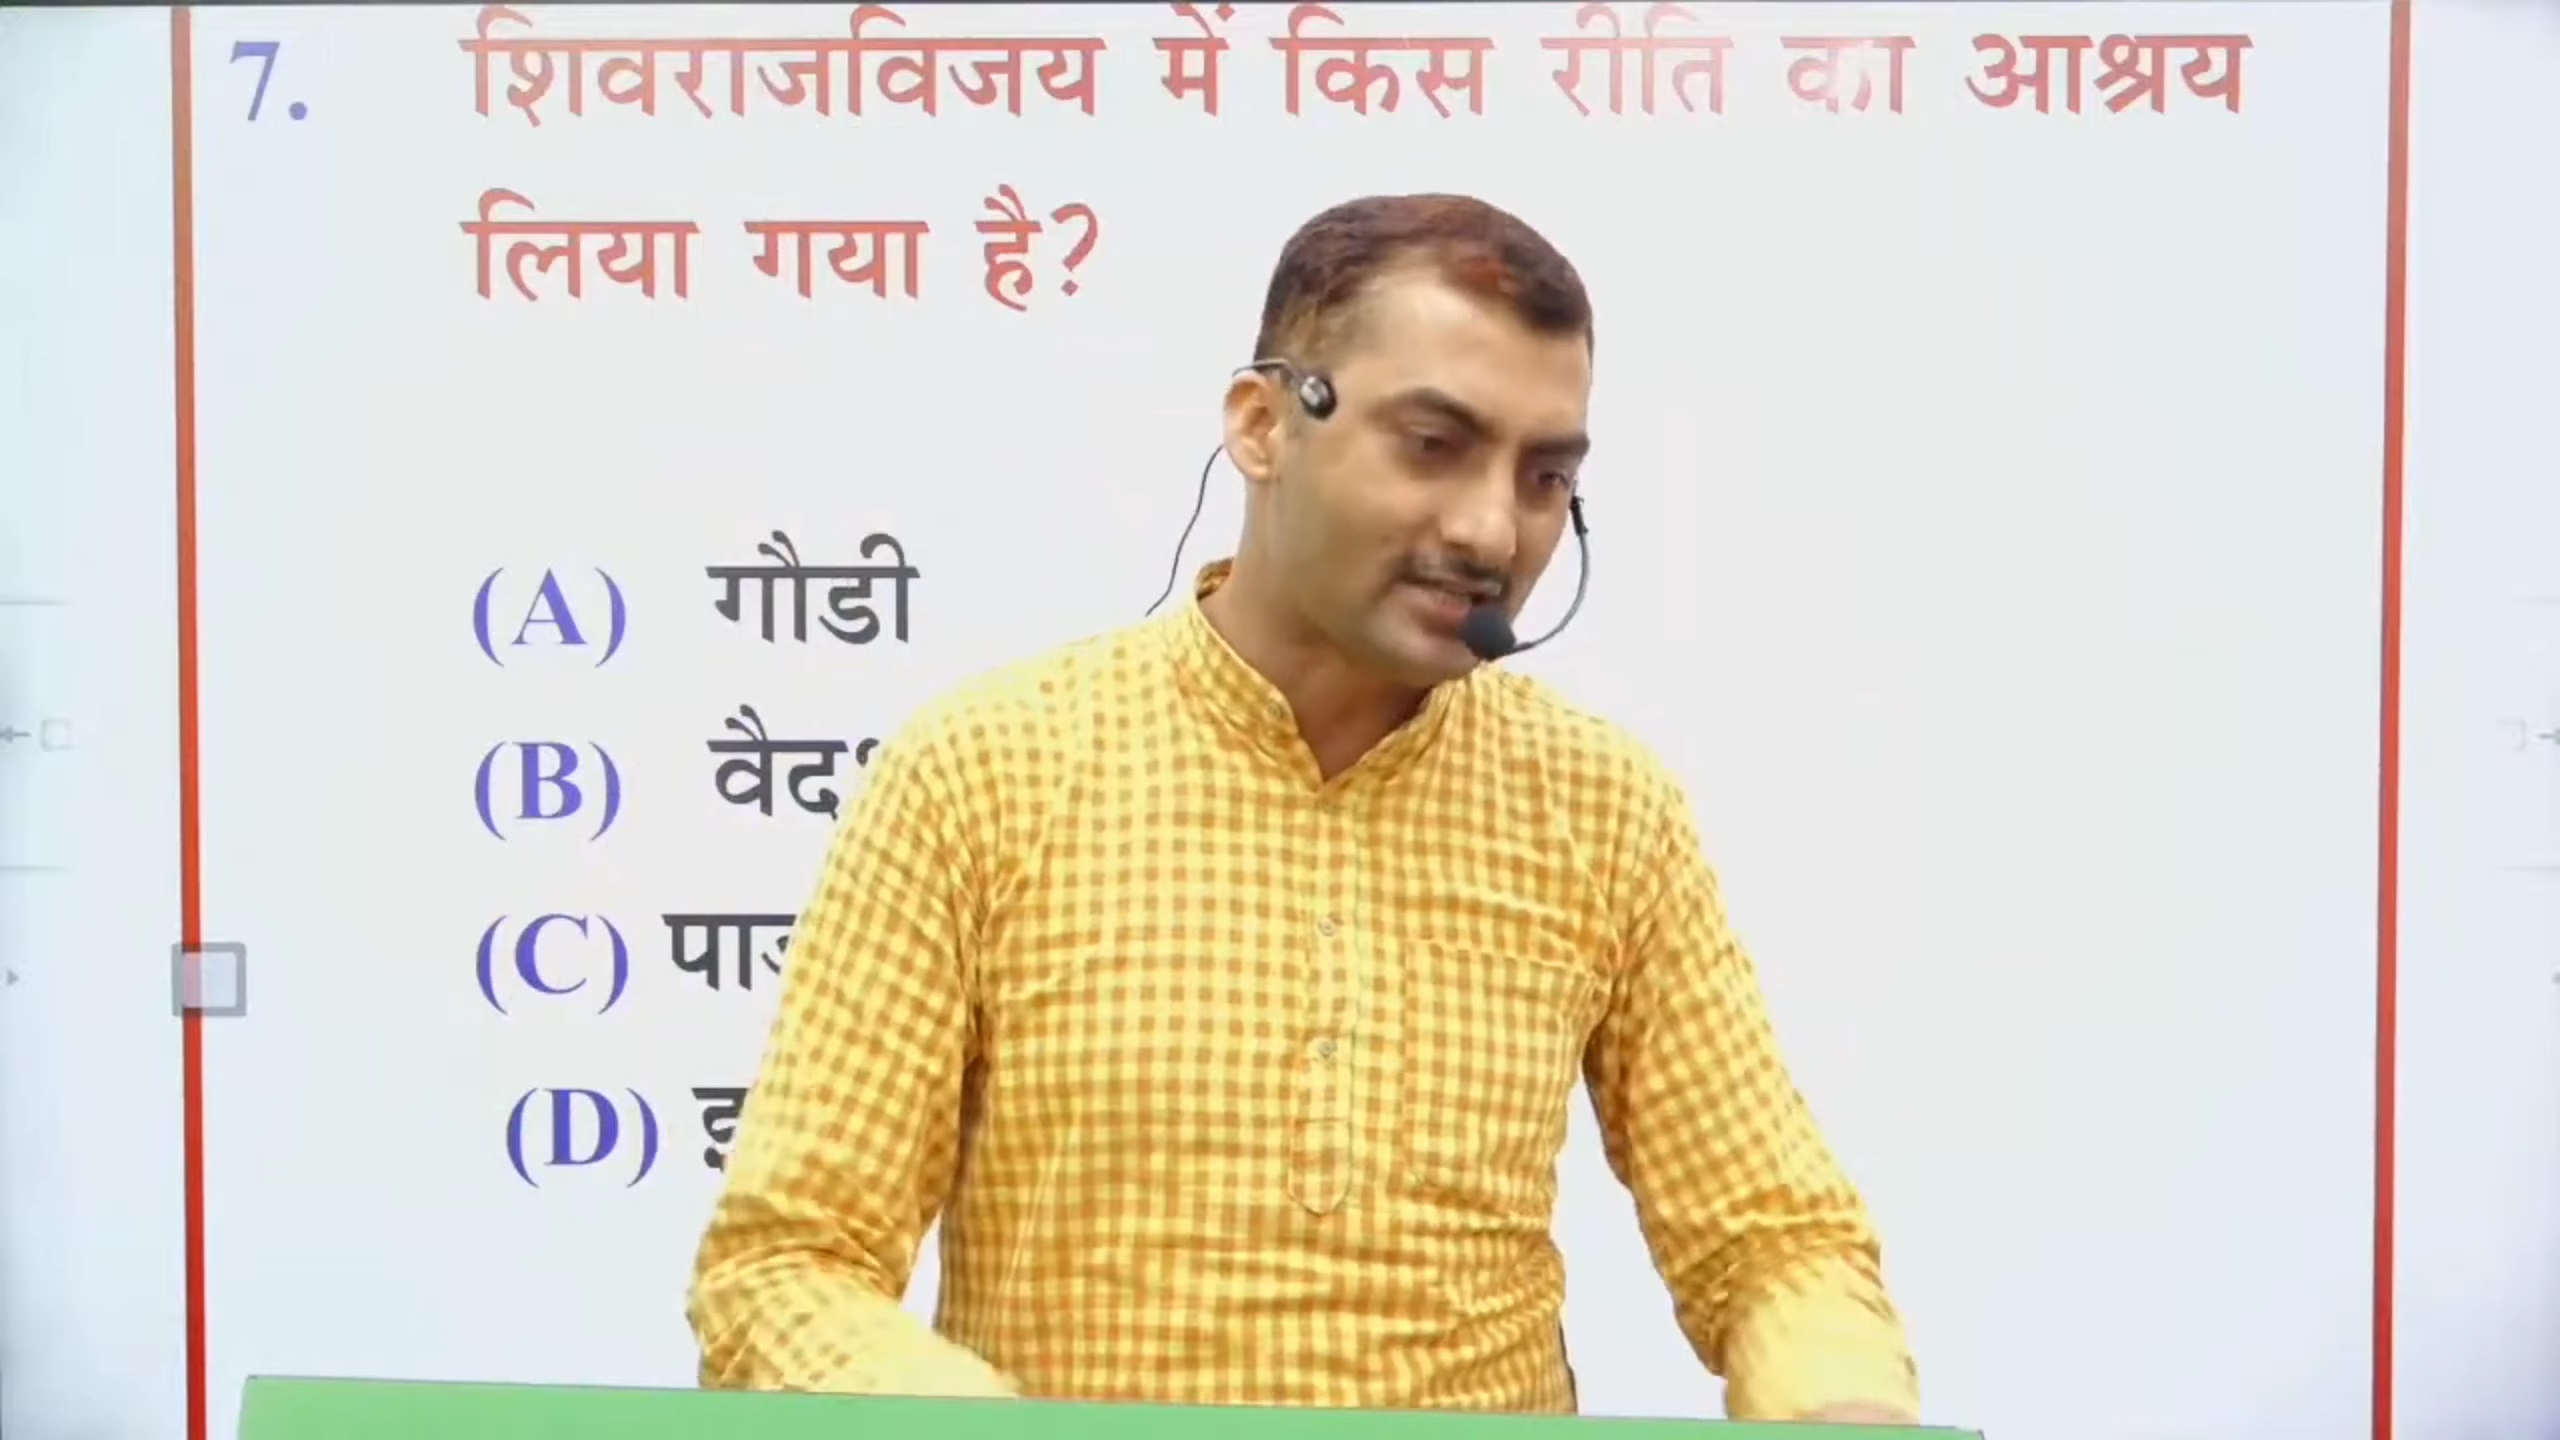 7. शिवराजविजय में किस रीति का आश्रय
लिया गया है?
(A) गौडी
(B)
(C)
(D)